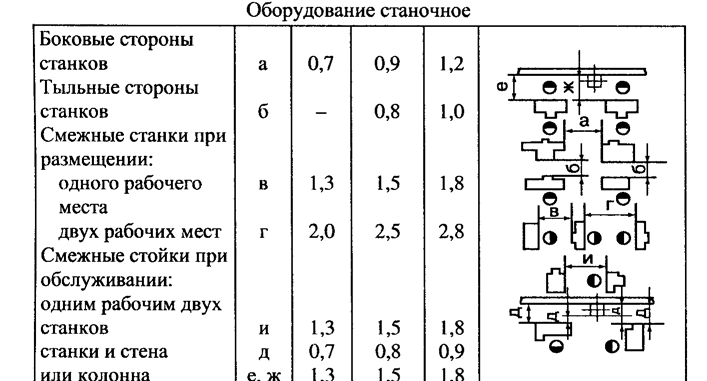 Оборудование станочное
Боковые стороны
станков а 0,7 0,9 1,2
Тыльные стороны
станков б – 0,8 1,0
Смежные станки при
размещении:
одного рабочего в 1,3 1,5 1,8
места
двух рабочих мест г 2,0 2,5 2,8
Смежные стойки при
обслуживании:
одним рабочим двух
станков и 1,3 1,5 1,8
станки и стена д 0,7 0,8 0,9
или колонна е, ж 1,3 1,5 1,8
е ж
а
б б
в г
и
д д д